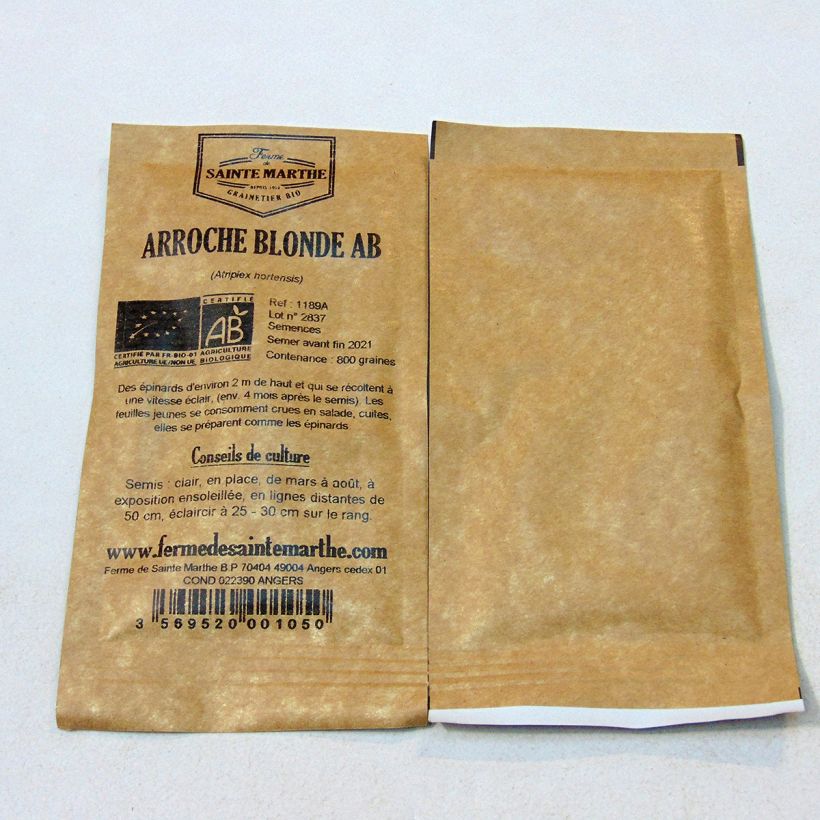 Ferme
de
SAINTE MARTHE
DEPUIS 1974
GRAINETIER BIO
ARROCHE BLONDE AB
(Atriplex hortensis)
CERTIFIÉ
AB
AGRICULTURE
BIOLOGIQUE
CERTIFIÉ PAR FR-BIO-01
AGRICULTURE UE/NON UE
Ref : 1189A
Lot n° 2837
Semences
Semer avant fin 2021
Contenance : 800 graines
Des épinards d'environ 2 m de haut et qui se récoltent à
une vitesse éclair, (env. 4 mois après le semis). Les
feuilles jeunes se consomment crues en salade, cuites,
elles se préparent comme les épinards
Conseils de culture
Semis : clair, en place, de mars à août, à
exposition ensoleillée, en lignes distantes de
50 cm, éclaircir à 25 - 30 cm sur le rang.
www.fermedesaintemarthe.com
Ferme de Sainte Marthe B.P 70404 49004 Angers cedex 01
COND 022390 ANGERS
3 569520 001050